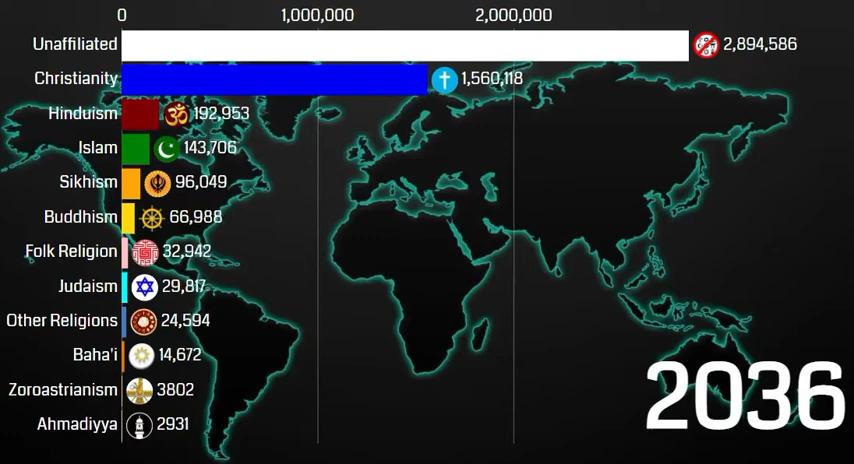 0 1,000,000 2,000,000
Unaffiliated 2,894,586
Christianity 1,560,118
Hinduism 192,953
Islam 143,706
Sikhism 96,049
Buddhism 66,988
Folk Religion 32,942
Judaism 29,817
Other Religions 24,594
Baha'i 14,672
Zoroastrianism 3802
Ahmadiyya 2931
2036